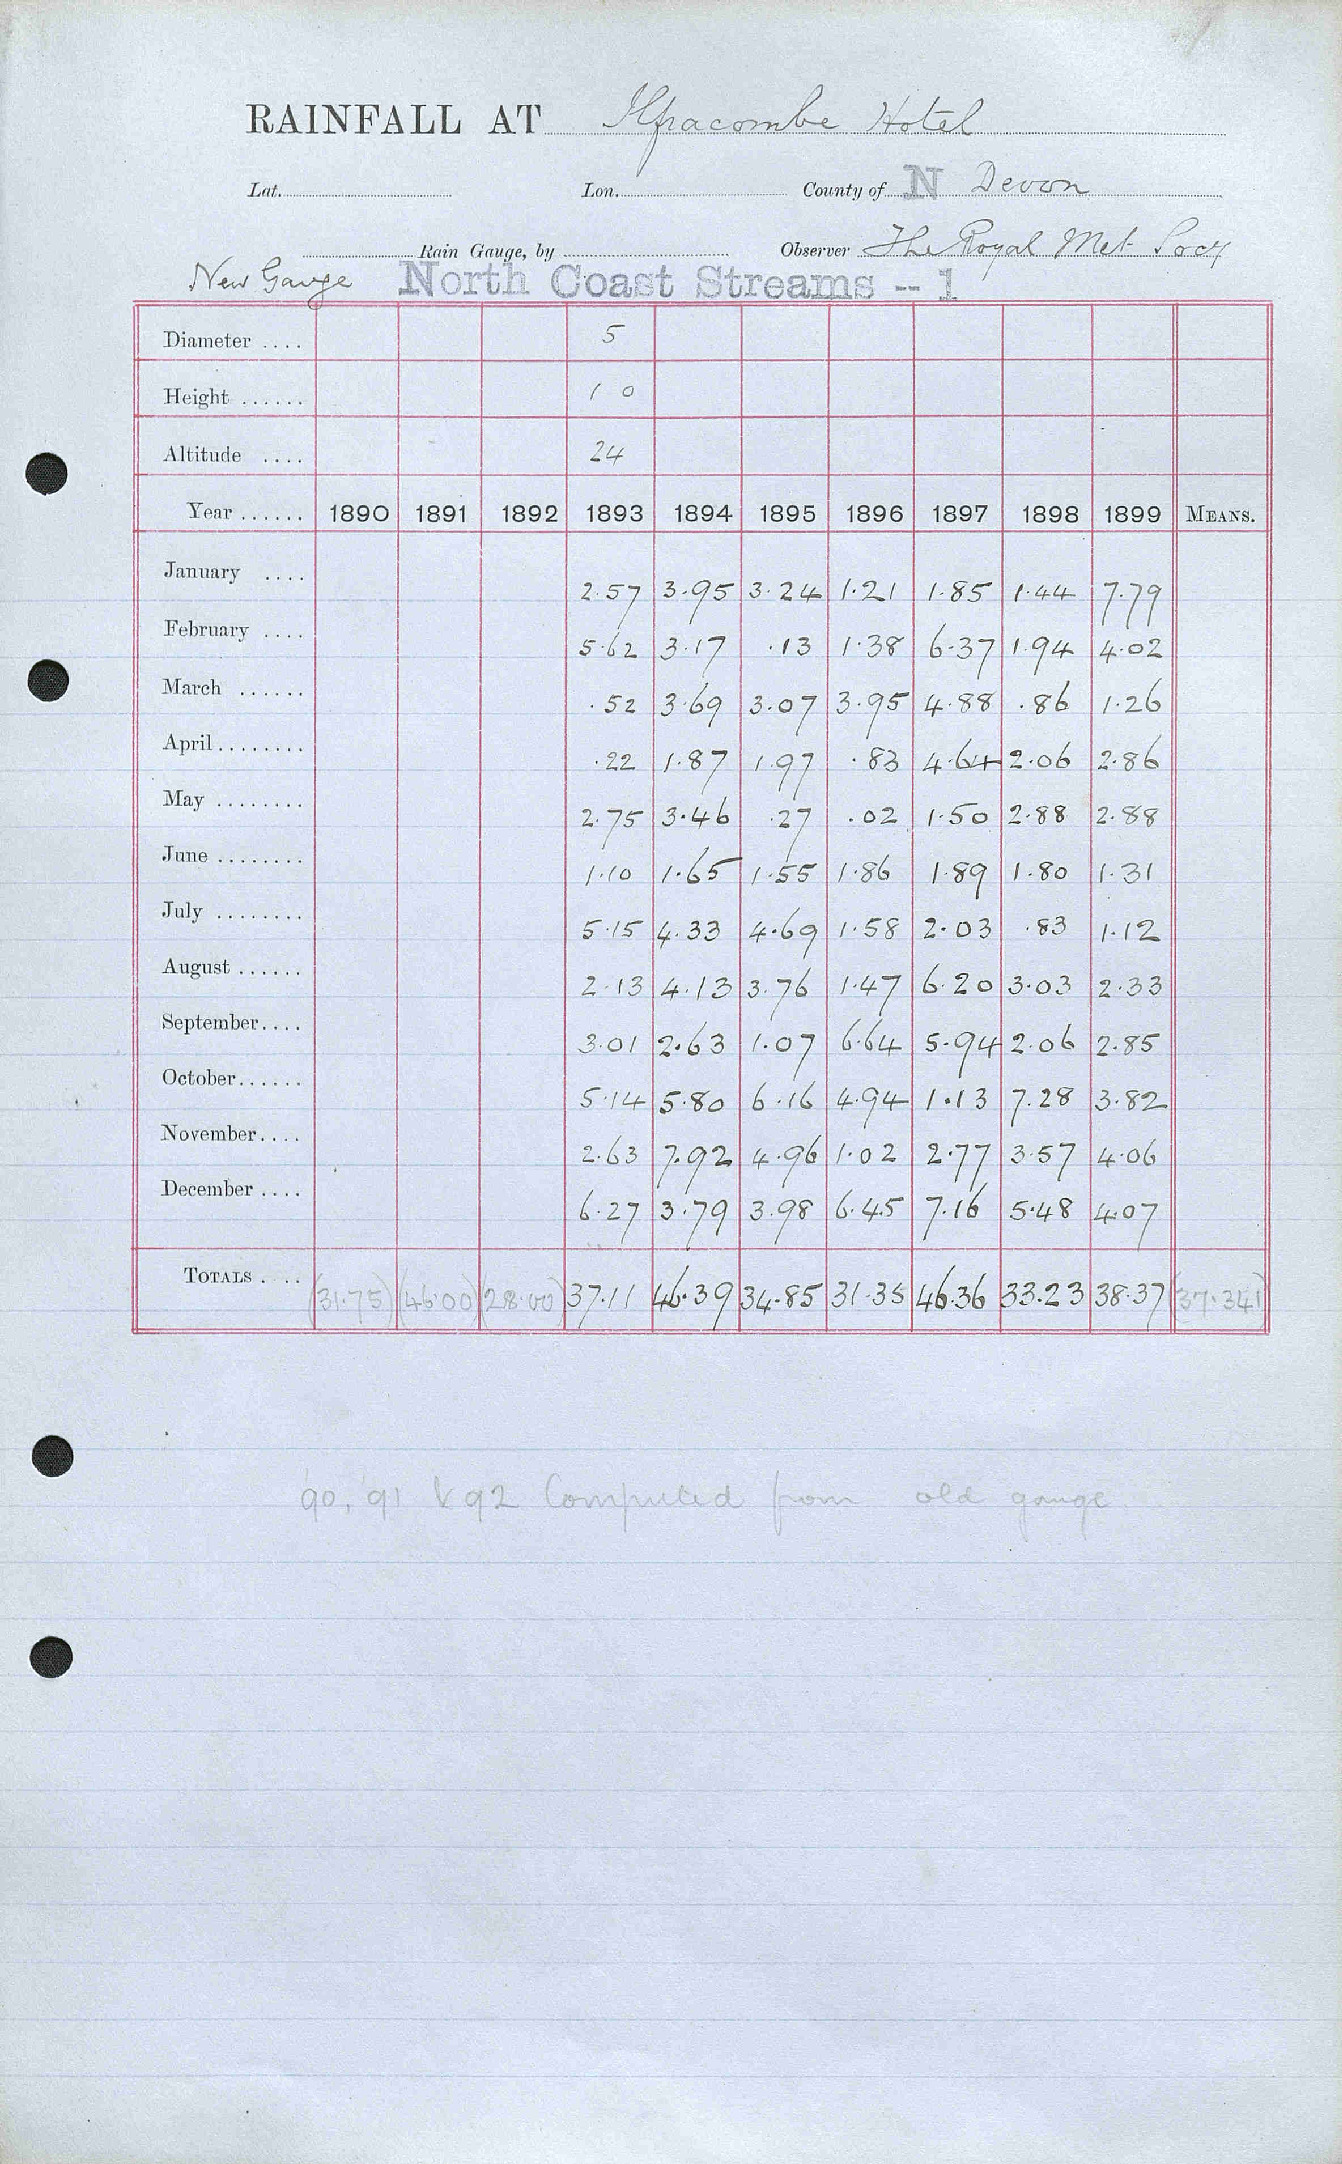 RAINFALL AT Ilfracombe Hotel
Lat. Lon. County of N Devon
Rain Gauge, by Observer The Royal Met Socy
New Gauge North Coast Streams -- 1
Diameter .... 5
Height ...... 1 0
Altitude .... 24
Year ...... 1890 1891 1892 1893 1894 1895 1896 1897 1898 1899 MEANS.
January .... 2.57 3.95 3.24 1.21 1.85 1.44 7.79
February .... 5.62 3.17 .13 1.38 6.37 1.94 4.02
March ...... .52 3.69 3.07 3.95 4.88 .86 1.26
April........ .22 1.87 1.97 .83 4.64 2.06 2.86
May ........ 2.75 3.46 .27 .02 1.50 2.88 2.88
June ........ 1.10 1.65 1.55 1.86 1.89 1.80 1.31
July ........ 5.15 4.33 4.69 1.58 2.03 .83 1.12
August ...... 2.13 4.13 3.76 1.47 6.20 3.03 2.33
September.... 3.01 2.63 1.07 6.64 5.94 2.06 2.85
October...... 5.14 5.80 6.16 4.94 1.13 7.28 3.82
November.... 2.63 7.92 4.96 1.02 2.77 3.57 4.06
December .... 6.27 3.79 3.98 6.45 7.16 5.48 4.07
TOTALS .... (31.75) (46.00) (28.00) 37.11 46.39 34.85 31.35 46.36 33.23 38.37 (37.341)
'90, '91 & 92 Computed from old gauge